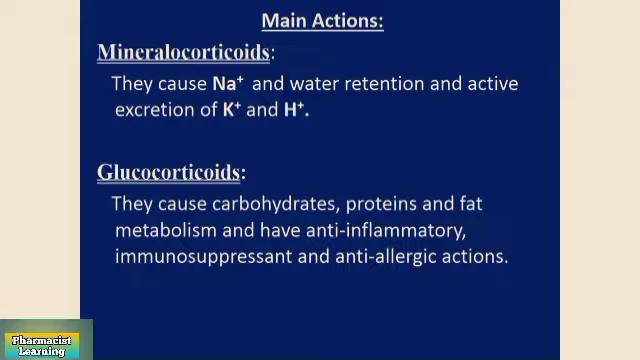 Main Actions:
Mineralocorticoids:
They cause Na⁺ and water retention and active
excretion of K⁺ and H⁺.
Glucocorticoids:
They cause carbohydrates, proteins and fat
metabolism and have anti-inflammatory,
immunosuppressant and anti-allergic actions.
Pharmacist
Learning